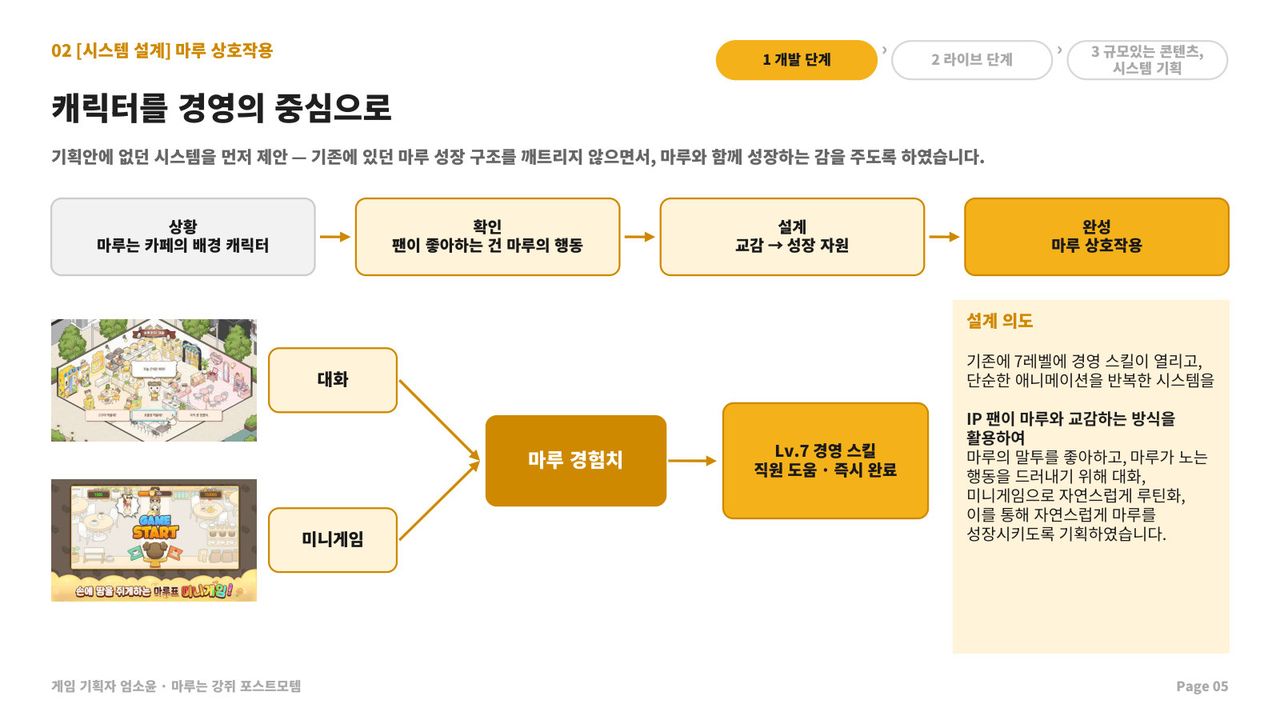 02 [시스템 설계] 마루 상호작용
1 개발 단계
›
2 라이브 단계
›
3 규모있는 콘텐츠,
시스템 기획
캐릭터를 경영의 중심으로
기획안에 없던 시스템을 먼저 제안 — 기존에 있던 마루 성장 구조를 깨트리지 않으면서, 마루와 함께 성장하는 감을 주도록 하였습니다.
상황
마루는 카페의 배경 캐릭터
확인
팬이 좋아하는 건 마루의 행동
설계
교감 → 성장 자원
완성
마루 상호작용
대화
GAME
START
손에 땀을 쥐게하는 마루표 미니게임!
미니게임
마루 경험치
Lv.7 경영 스킬
직원 도움 · 즉시 완료
설계 의도
기존에 7레벨에 경영 스킬이 열리고,
단순한 애니메이션을 반복한 시스템을
IP 팬이 마루와 교감하는 방식을
활용하여
마루의 말투를 좋아하고, 마루가 노는
행동을 드러내기 위해 대화,
미니게임으로 자연스럽게 루틴화,
이를 통해 자연스럽게 마루를
성장시키도록 기획하였습니다.
게임 기획자 엄소윤 · 마루는 강쥐 포스트모템
Page 05